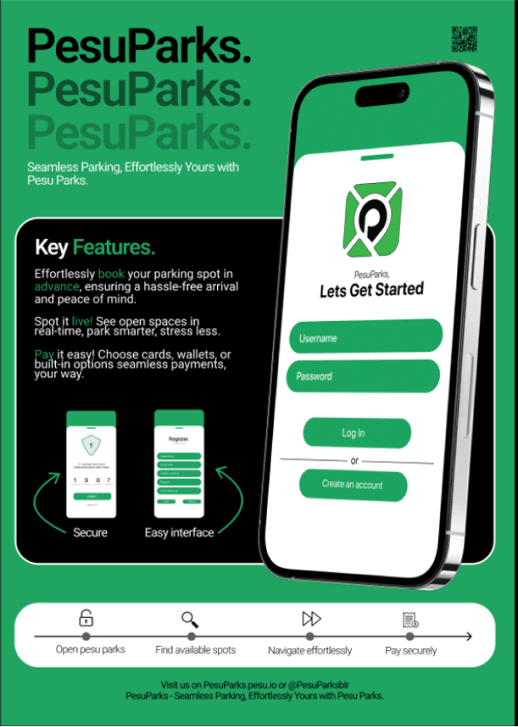 PesuParks.
PesuParks.
PesuParks.
Seamless Parking, Effortlessly Yours with
Pesu Parks.
Key Features.
Effortlessly book your parking spot in
advance, ensuring a hassle-free arrival
and peace of mind.
Spot it live! See open spaces in
real-time, park smarter, stress less.
Pay it easy! Choose cards, wallets, or
built-in options seamless payments,
your way.
1 9 8 7
Register.
Secure
Easy interface
PesuParks,
Lets Get Started
Username
Password
Log In
or
Create an account
Open pesu parks
Find available spots
Navigate effortlessly
Pay securely
Visit us on PesuParks.pesu.io or @PesuParksblr
PesuParks - Seamless Parking, Effortlessly Yours with Pesu Parks.